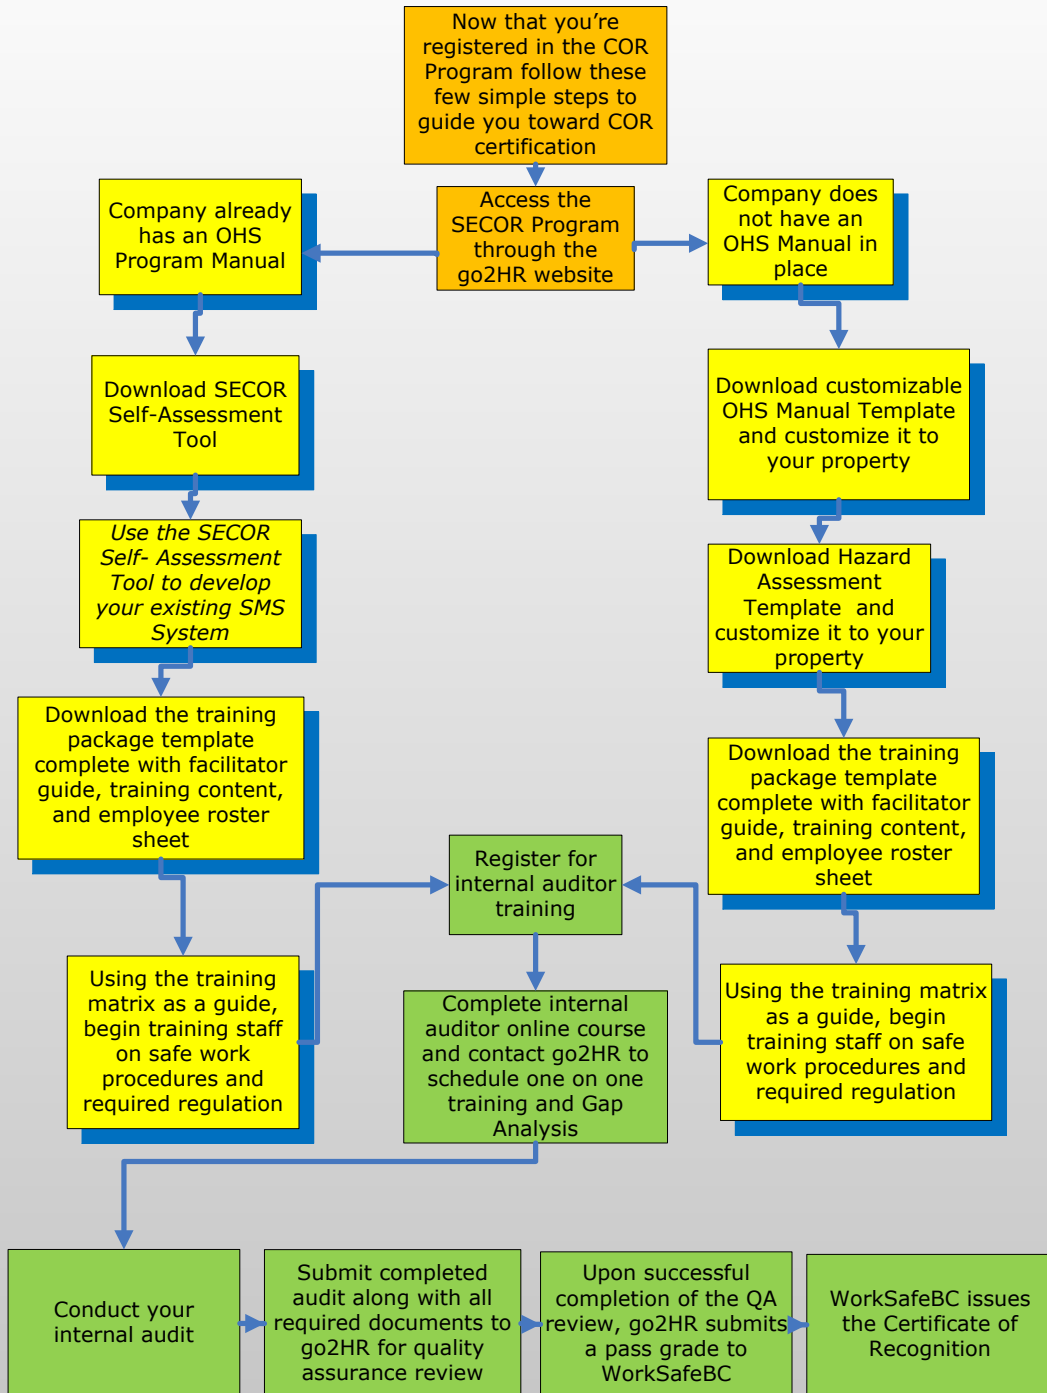 Now that you’re
registered in the COR
Program follow these
few simple steps to
guide you toward COR
certification
Access the
SECOR Program
through the
go2HR website
Company already
has an OHS
Program Manual
Download SECOR
Self-Assessment
Tool
Use the SECOR
Self- Assessment
Tool to develop
your existing SMS
System
Download the training
package template
complete with facilitator
guide, training content,
and employee roster
sheet
Using the training
matrix as a guide,
begin training staff
on safe work
procedures and
required regulation
Company does
not have an
OHS Manual in
place
Download customizable
OHS Manual Template
and customize it to
your property
Download Hazard
Assessment
Template and
customize it to your
property
Download the training
package template
complete with facilitator
guide, training content,
and employee roster
sheet
Using the training matrix
as a guide, begin
training staff on safe
work procedures and
required regulation
Register for
internal auditor
training
Complete internal
auditor online course
and contact go2HR to
schedule one on one
training and Gap
Analysis
Conduct your
internal audit
Submit completed
audit along with all
required documents to
go2HR for quality
assurance review
Upon successful
completion of the QA
review, go2HR submits
a pass grade to
WorkSafeBC
WorkSafeBC issues
the Certificate of
Recognition